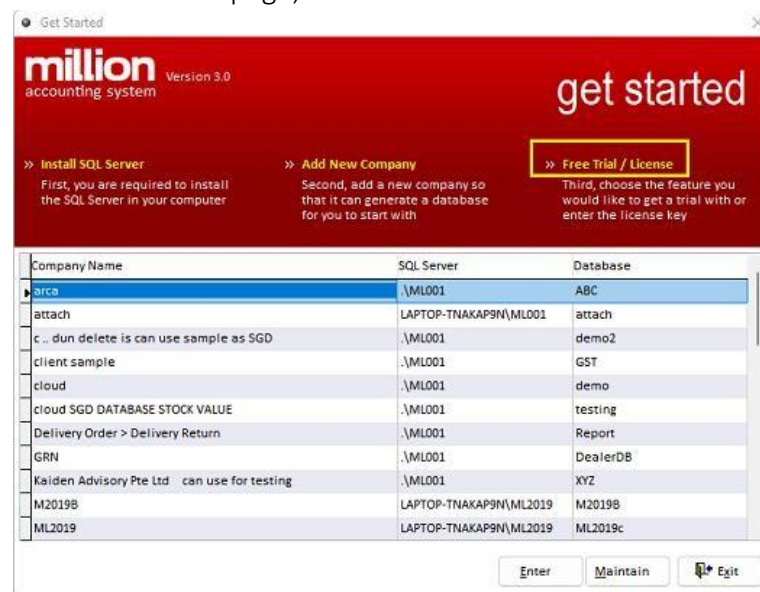 Get Started
million Version 3.0
accounting system
get started
» Install SQL Server
First, you are required to install
the SQL Server in your computer
» Add New Company
Second, add a new company so
that it can generate a database
for you to start with
» Free Trial / License
Third, choose the feature you
would like to get a trial with or
enter the license key
Company Name SQL Server Database
arca .\ML001 ABC
attach LAPTOP-TNAKAP9N\ML001 attach
c .. dun delete is can use sample as SGD .\ML001 demo2
client sample .\ML001 GST
cloud .\ML001 demo
cloud SGD DATABASE STOCK VALUE .\ML001 testing
Delivery Order > Delivery Return .\ML001 Report
GRN .\ML001 DealerDB
Kaiden Advisory Pte Ltd can use for testing .\ML001 XYZ
M2019B LAPTOP-TNAKAP9N\ML2019 M2019B
ML2019 LAPTOP-TNAKAP9N\ML2019 ML2019c
Enter Maintain Exit